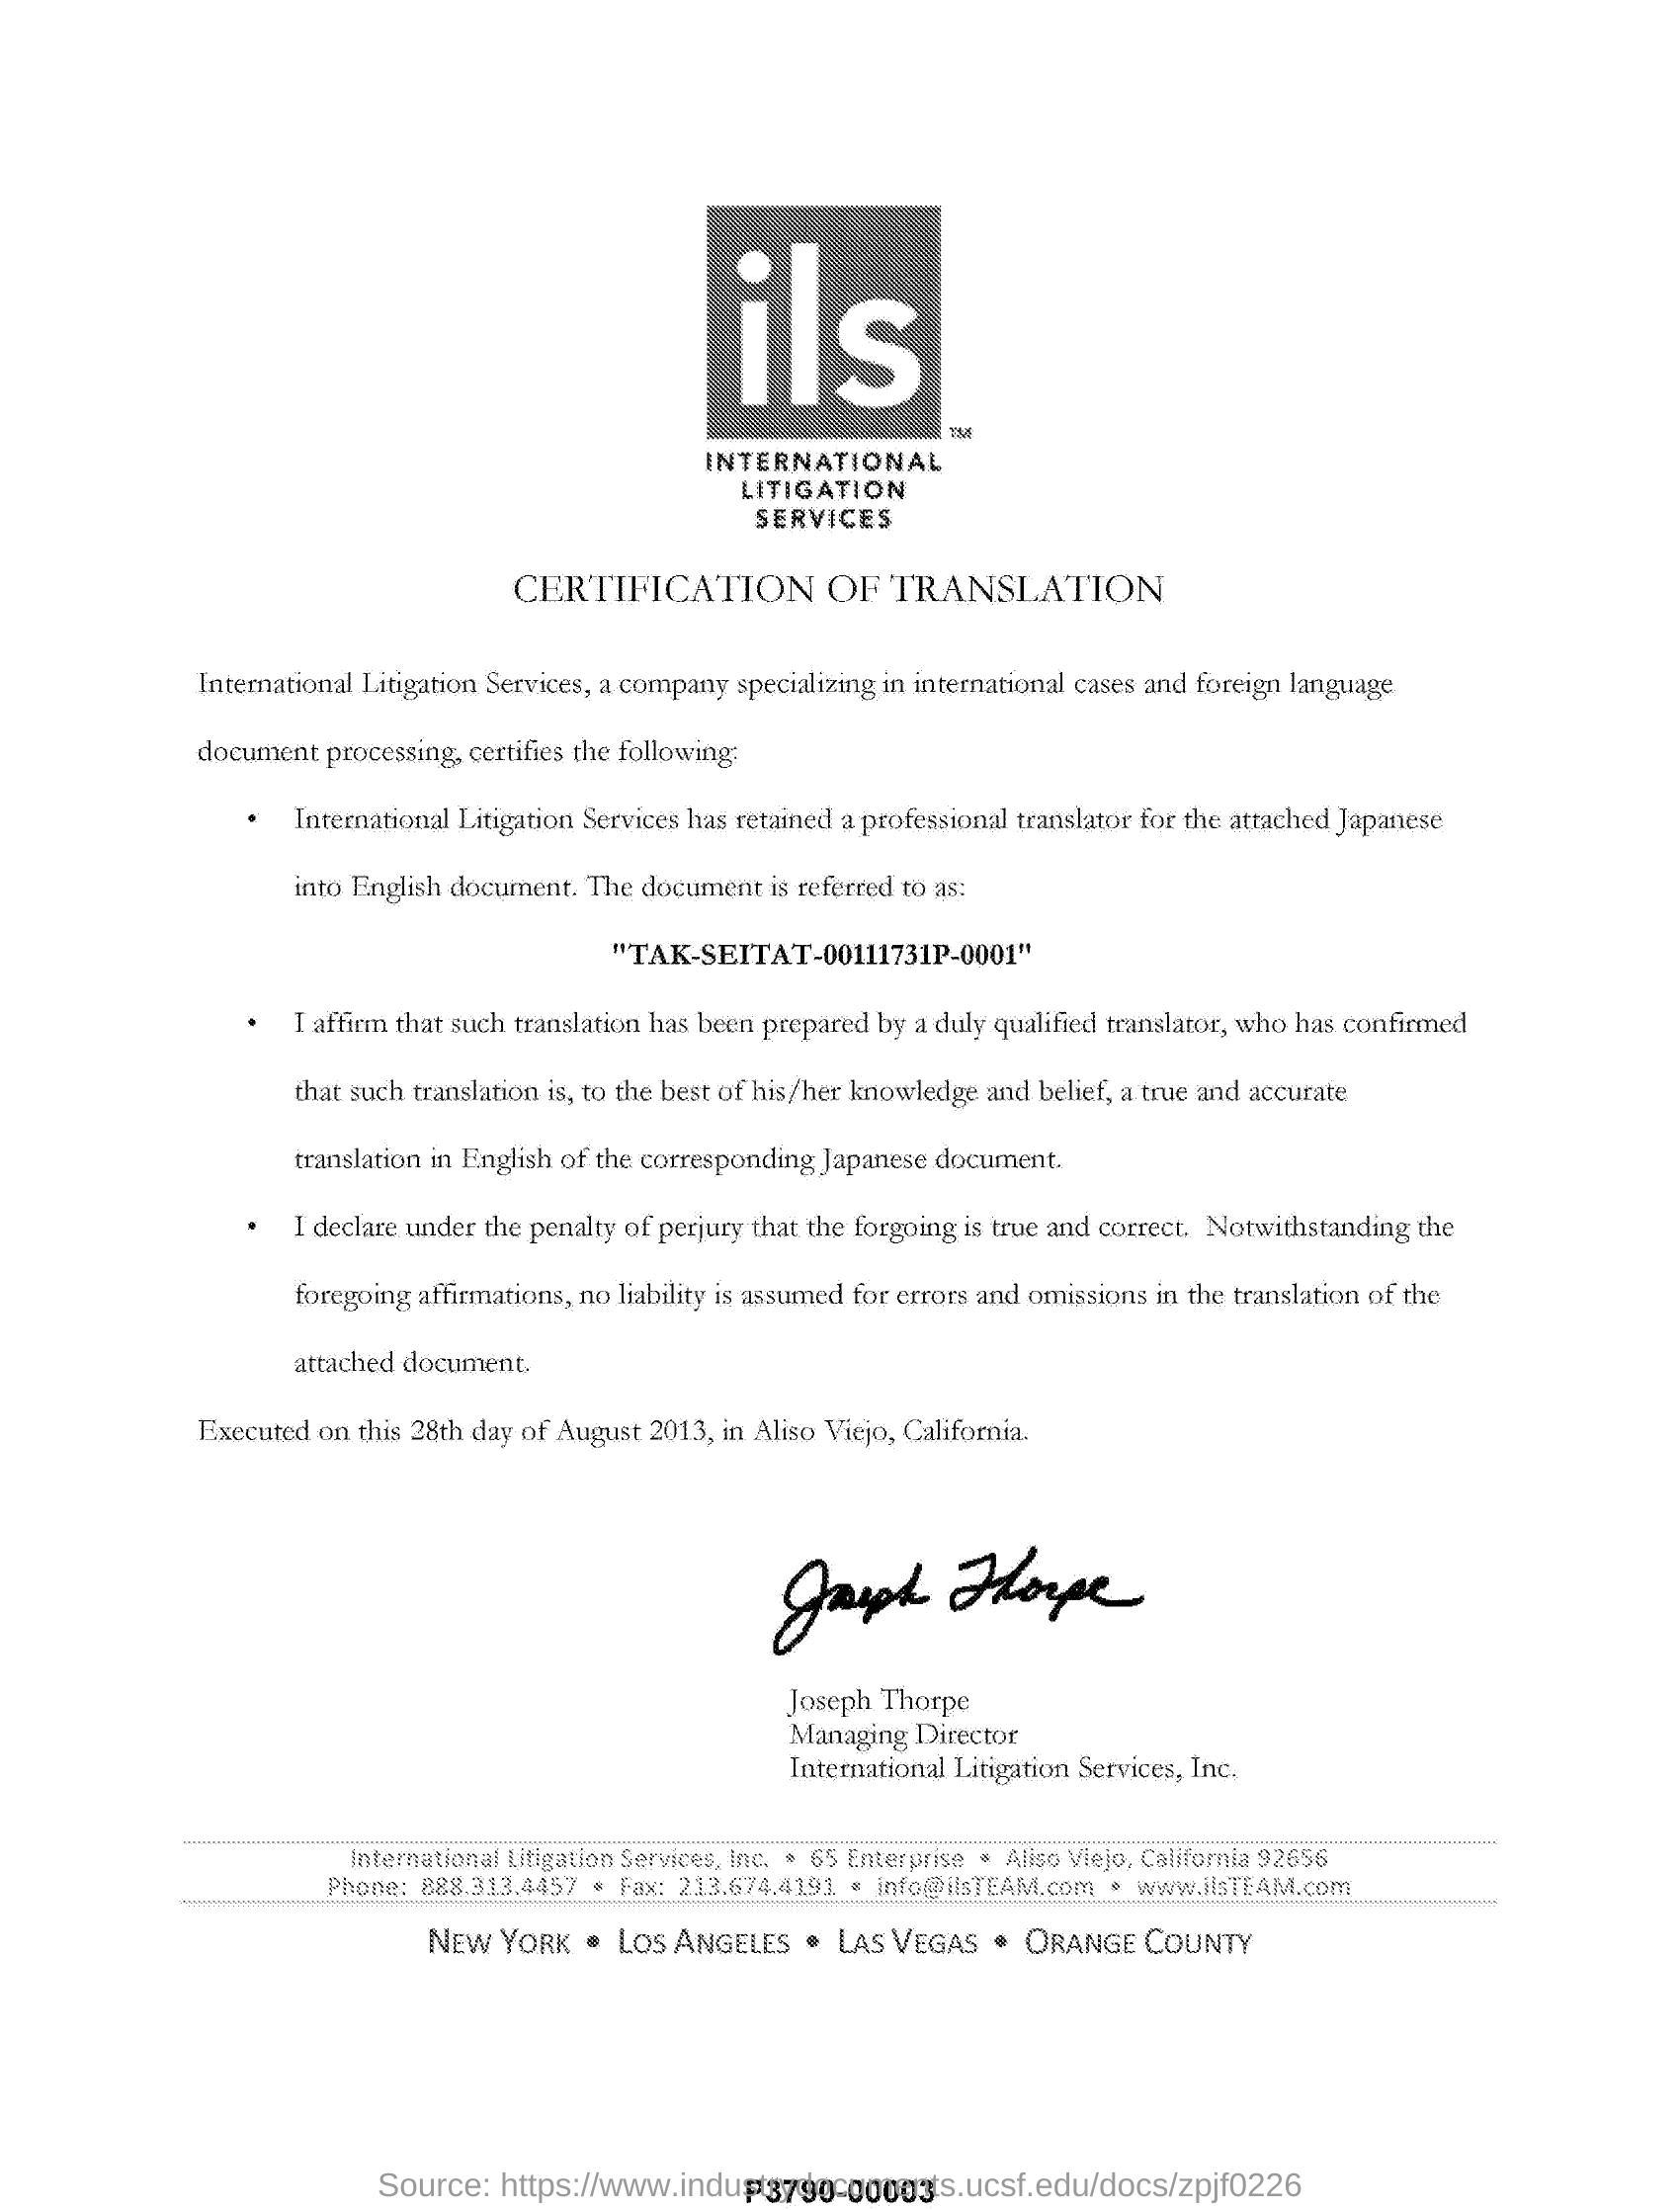 ils
TM
INTERNATIONAL
LITIGATION
SERVICES
CERTIFICATION OF TRANSLATION
International Litigation Services, a company specializing in international cases and foreign language
document processing, certifies the following:
• International Litigation Services has retained a professional translator for the attached Japanese
into English document. The document is referred to as:
"TAK-SEITAT-00111731P-0001"
• I affirm that such translation has been prepared by a duly qualified translator, who has confirmed
that such translation is, to the best of his/her knowledge and belief, a true and accurate
translation in English of the corresponding Japanese document.
• I declare under the penalty of perjury that the forgoing is true and correct. Notwithstanding the
foregoing affirmations, no liability is assumed for errors and omissions in the translation of the
attached document.
Executed on this 28th day of August 2013, in Aliso Viejo, California.
Joseph Thorpe
Joseph Thorpe
Managing Director
International Litigation Services, Inc.
International Litigation Services, Inc. • 65 Enterprise • Aliso Viejo, California 92656
Phone: 888.313.4457 • Fax: 213.674.4191 • info@ilsTEAM.com • www.ilsTEAM.com
NEW YORK • LOS ANGELES • LAS VEGAS • ORANGE COUNTY
Source: https://www.industrydocuments.ucsf.edu/docs/zpjf0226
P3790-00003